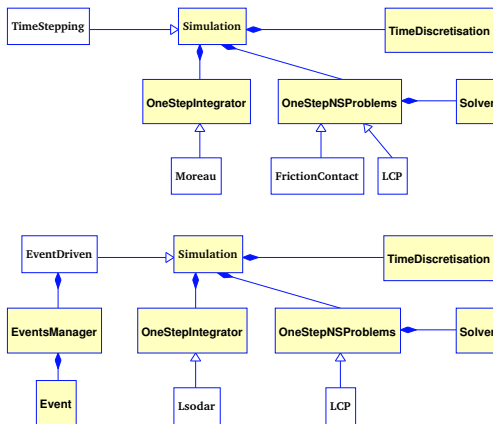 TimeStepping
Simulation
TimeDiscretisation
OneStepIntegrator
OneStepNSProblems
Solver
Moreau
FrictionContact
LCP
EventDriven
Simulation
TimeDiscretisation
EventsManager
OneStepIntegrator
OneStepNSProblems
Solver
Event
Lsodar
LCP